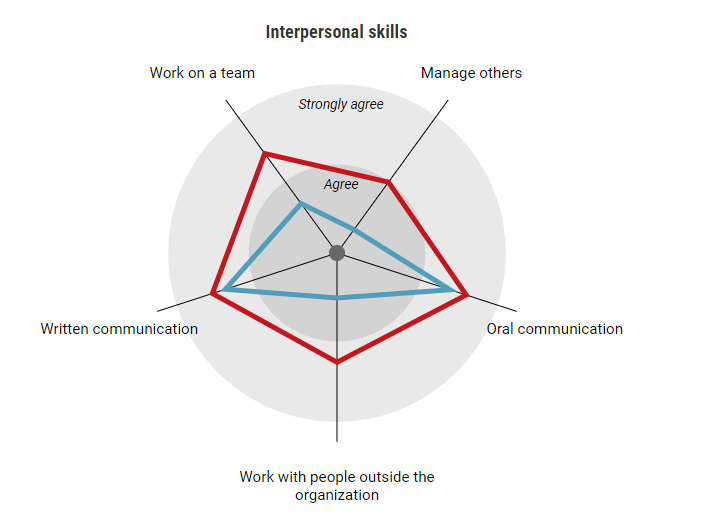 Interpersonal skills
Work on a team
Manage others
Strongly agree
Agree
Written communication
Oral communication
Work with people outside the
organization